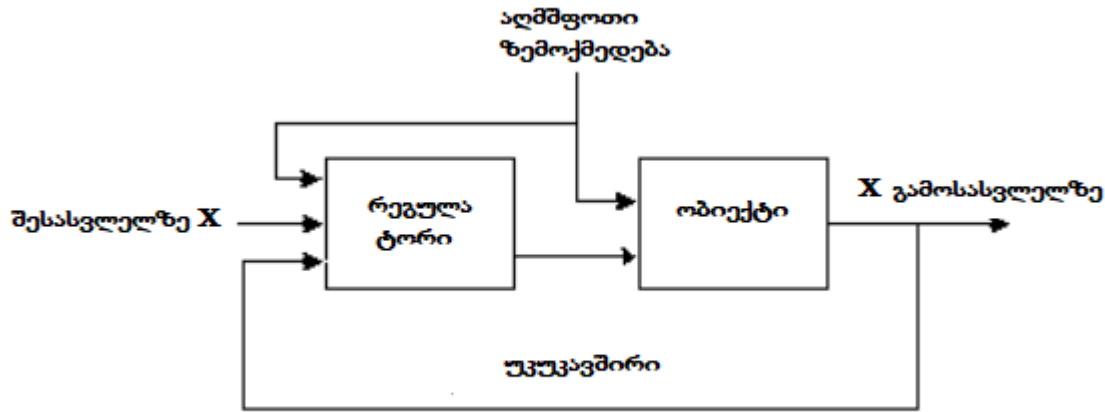 აღმშფოთი
ზემოქმედება
შესასვლელზე X
რეგულა
ტორი
ობიექტი
X გამოსასვლელზე
უკუკავშირი